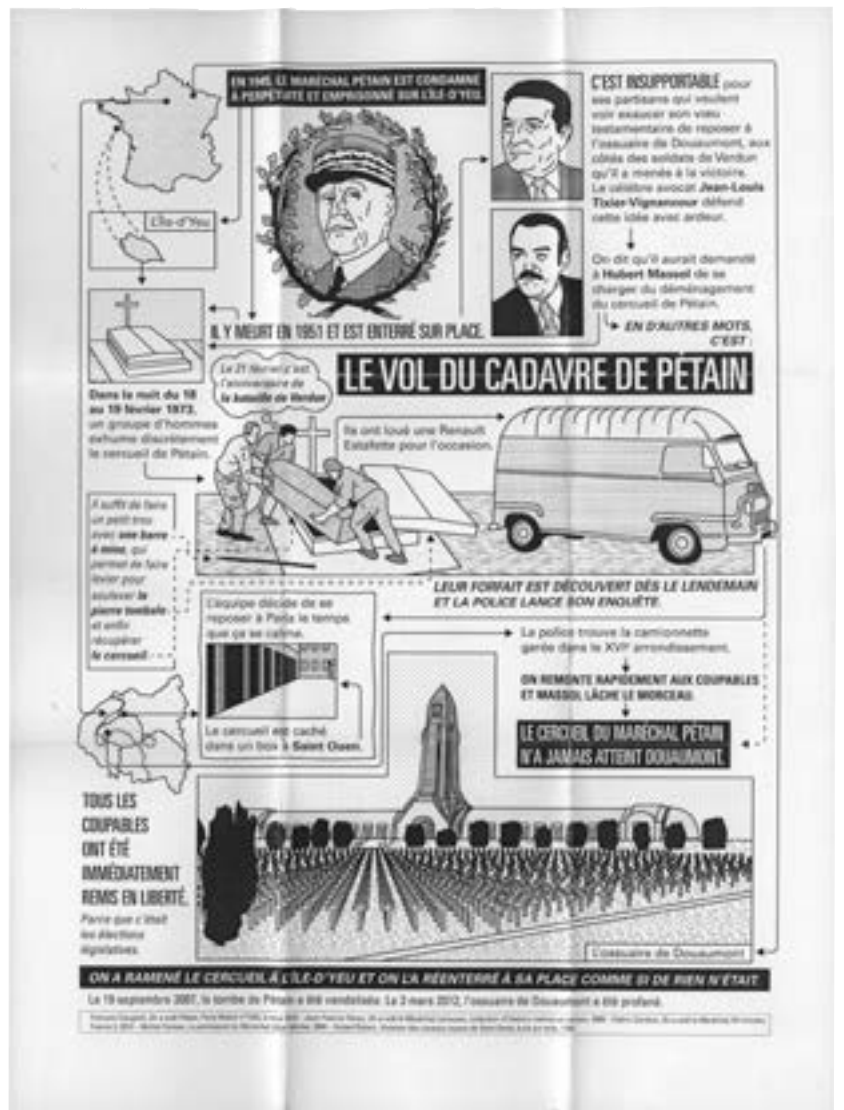 EN 1945, LE MARÉCHAL PÉTAIN EST CONDAMNÉ
À PERPÉTUITÉ ET EMPRISONNÉ SUR L'ÎLE-D'YEU.
C'EST INSUPPORTABLE pour
ses partisans qui veulent
voir exaucer son vœu
testamentaire de reposer à
l'ossuaire de Douaumont, aux
côtés des soldats de Verdun
qu'il a menés à la victoire.
Le célèbre avocat Jean-Louis
Tixier-Vignancour défend
cette idée avec ardeur.
L'Île-d'Yeu
On dit qu'il aurait demandé
à Hubert Massol de se
charger du déménagement
du cercueil de Pétain.
IL Y MEURT EN 1951 ET EST ENTERRÉ SUR PLACE.
EN D'AUTRES MOTS,
C'EST :
LE VOL DU CADAVRE DE PÉTAIN
Le 21 février c'est
l'anniversaire de
la bataille de Verdun
Dans la nuit du 18
au 19 février 1973,
un groupe d'hommes
exhume discrètement
le cercueil de Pétain.
Ils ont loué une Renault
Estafette pour l'occasion.
Il suffit de faire
un petit trou
avec une barre
à mine, qui
permet de faire
levier pour
soulever la
pierre tombale
et enfin
récupérer
le cercueil
LEUR FORFAIT EST DÉCOUVERT DÈS LE LENDEMAIN
ET LA POLICE LANCE SON ENQUÊTE.
L'équipe décide de se
reposer à Paris le temps
que ça se calme.
La police trouve la camionnette
garée dans le XVIe arrondissement.
ON REMONTE RAPIDEMENT AUX COUPABLES
ET MASSOL LÂCHE LE MORCEAU.
Le cercueil est caché
dans un box à Saint Ouen.
LE CERCUEIL DU MARÉCHAL PÉTAIN
N'A JAMAIS ATTEINT DOUAUMONT.
TOUS LES
COUPABLES
ONT ÉTÉ
IMMÉDIATEMENT
REMIS EN LIBERTÉ.
Parce que c'était
les élections
législatives.
L'ossuaire de Douaumont
ON A RAMENÉ LE CERCUEIL À L'ÎLE-D'YEU ET ON L'A RÉENTERRÉ À SA PLACE COMME SI DE RIEN N'ÉTAIT.
Le 19 septembre 2007, la tombe de Pétain a été vandalisée. Le 2 mars 2012, l'ossuaire de Douaumont a été profané.